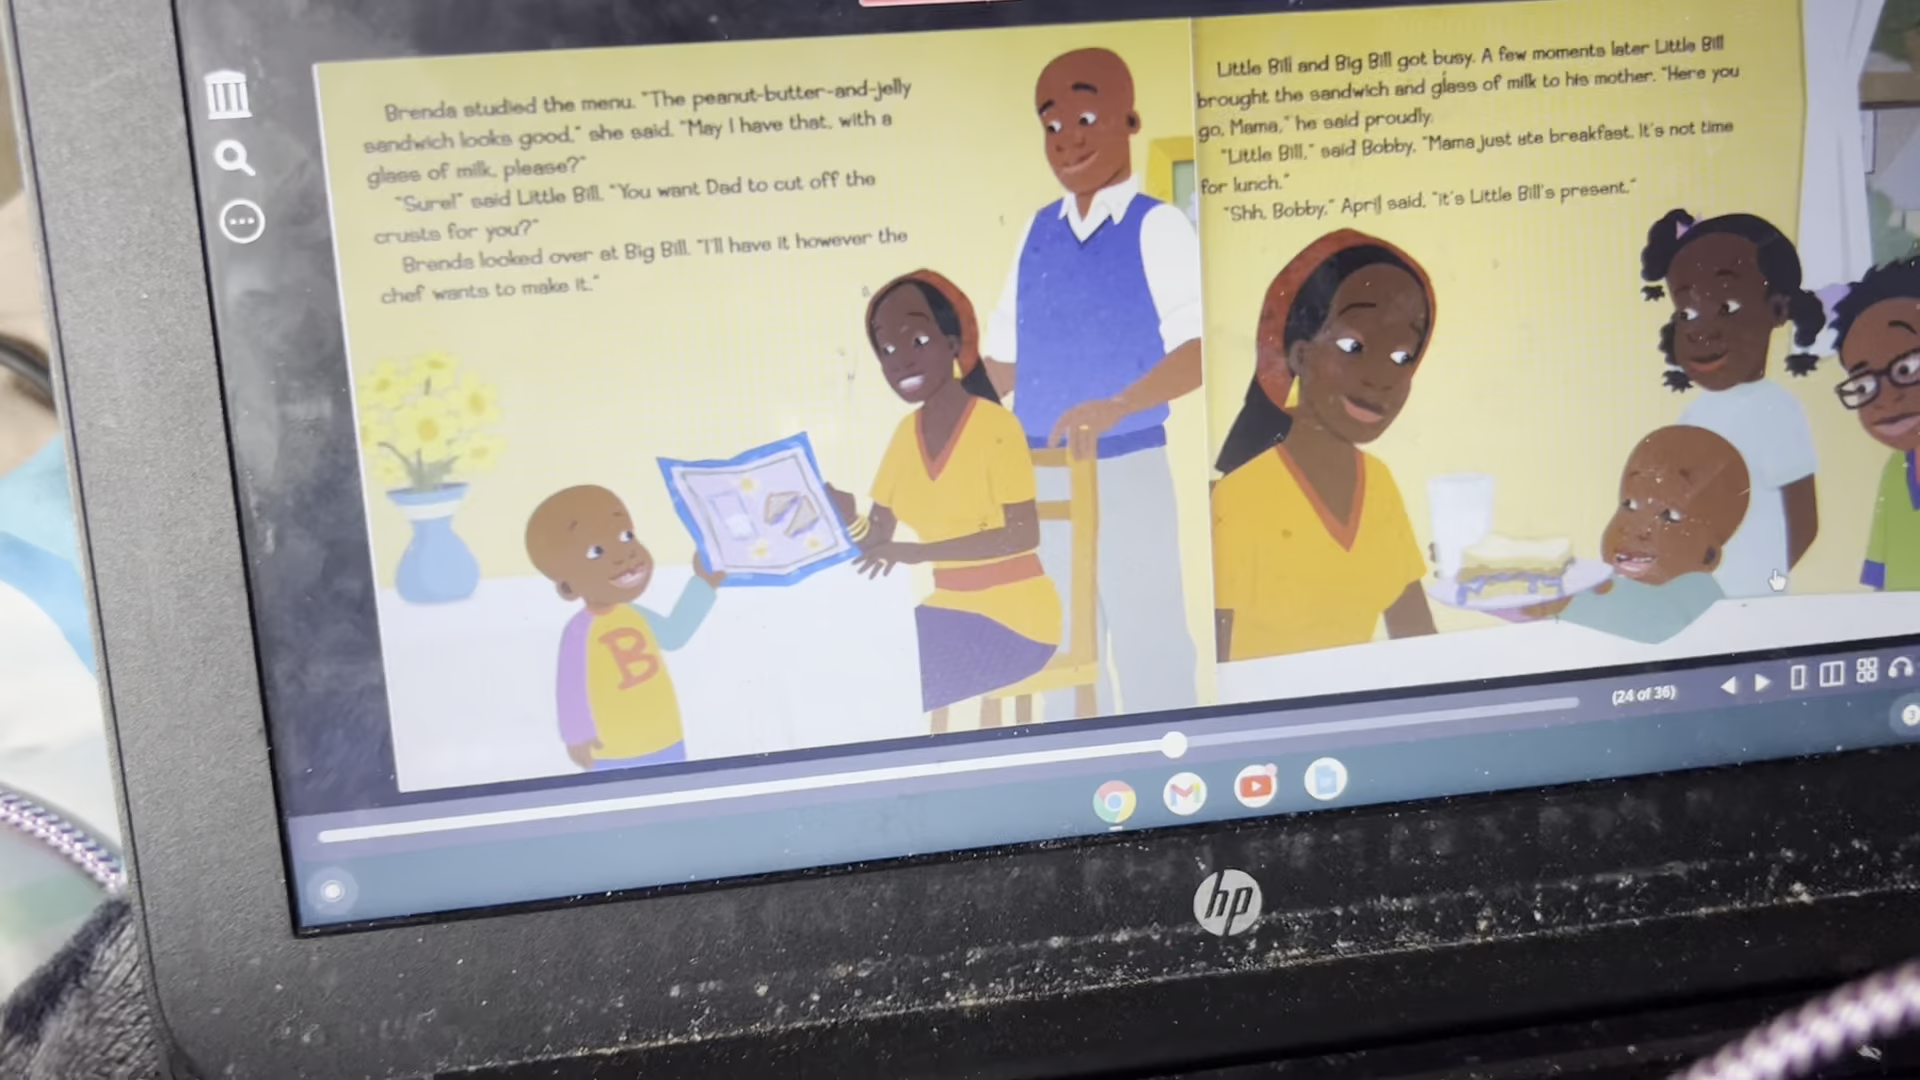 Brenda studied the menu. "The peanut-butter-and-jelly
sandwich looks good," she said. "May I have that, with a
glass of milk, please?"
"Sure!" said Little Bill. "You want Dad to cut off the
crusts for you?"
Brenda looked over at Big Bill. "I'll have it however the
chef wants to make it."
B
Little Bill and Big Bill got busy. A few moments later Little Bill
brought the sandwich and glass of milk to his mother. "Here you
go, Mama," he said proudly.
"Little Bill," said Bobby, "Mama just ate breakfast. It's not time
for lunch."
"Shh, Bobby," April said, "it's Little Bill's present."
(24 of 36)
3
hp